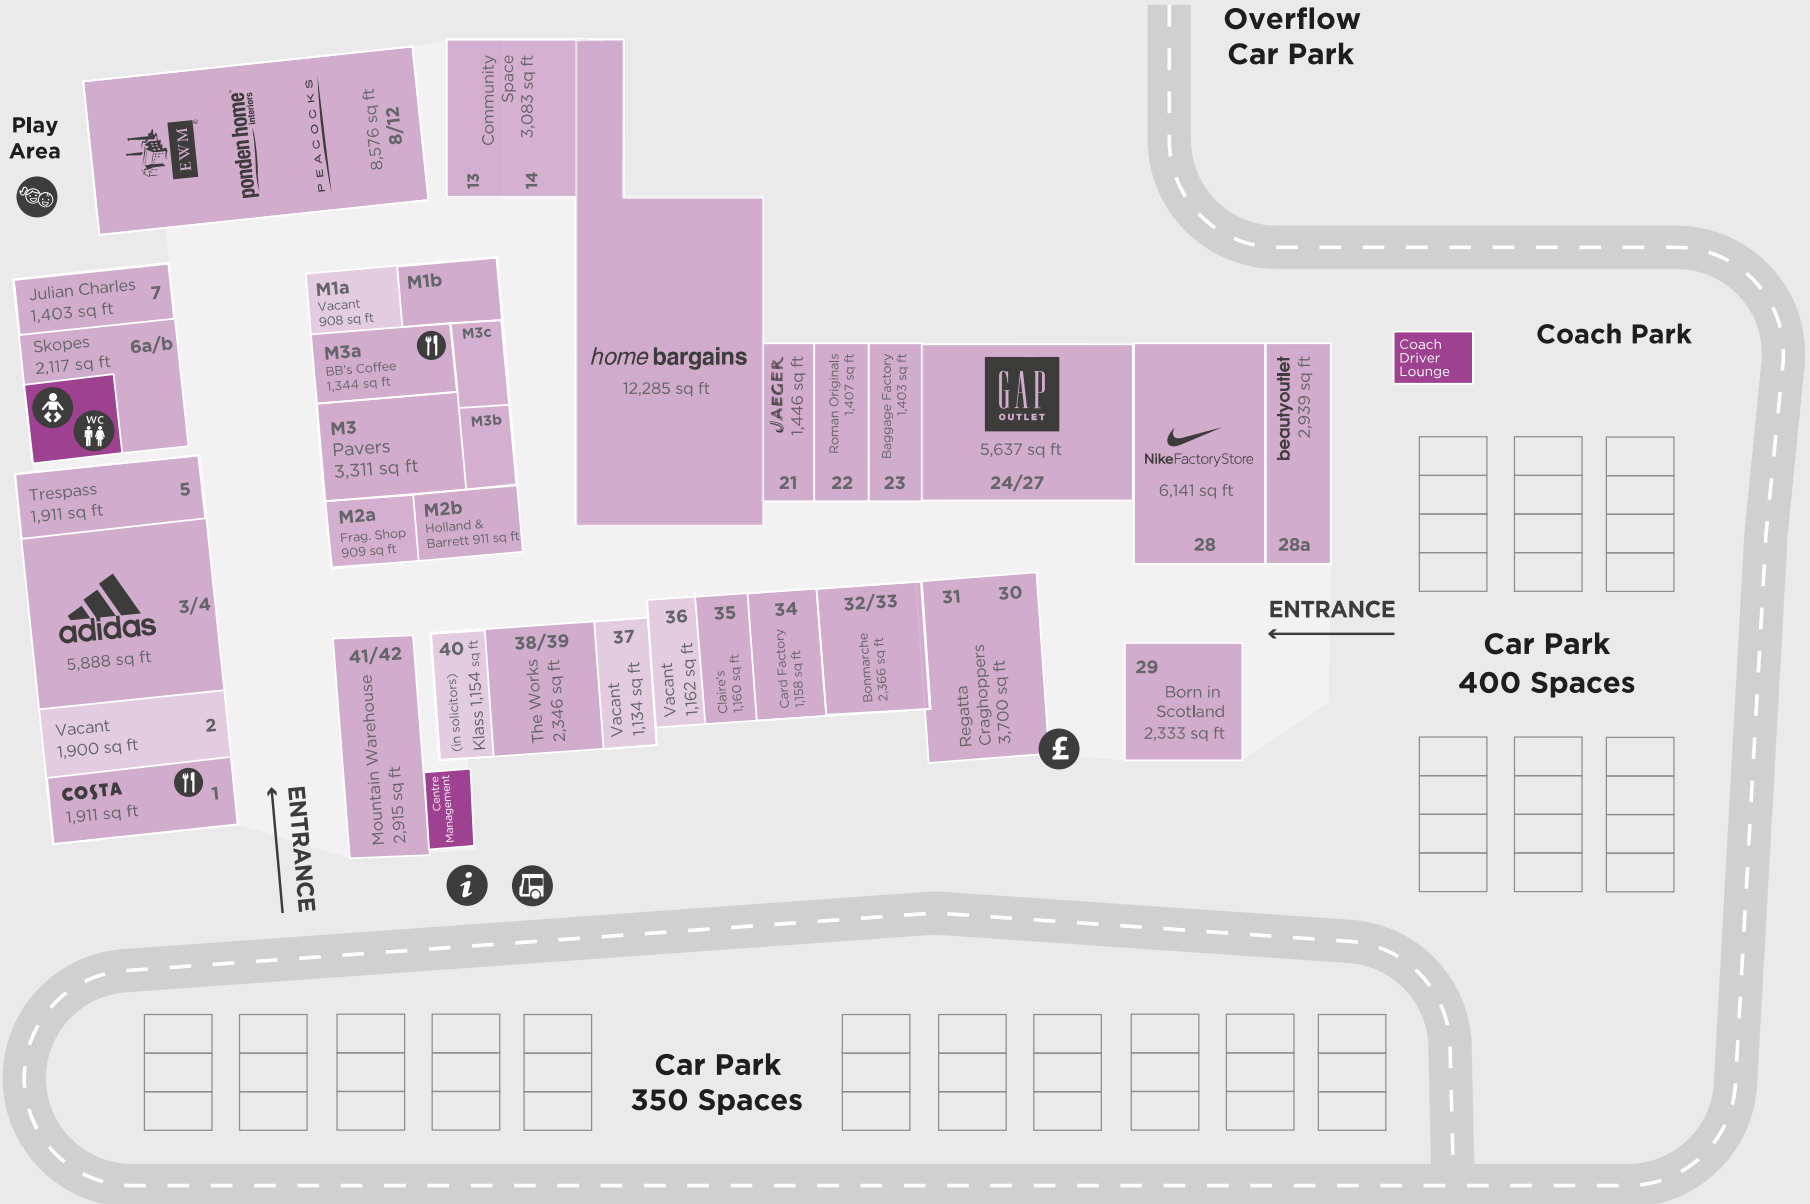 Overflow
Car Park
Play
Area
EWM
ponden home
interiors
PEACOCKS
8,576 sq ft
8/12
Community
Space
3,083 sq ft
13
14
Julian Charles
1,403 sq ft
7
Skopes
2,117 sq ft
6a/b
WC
M1a
Vacant
908 sq ft
M1b
M3a
BB's Coffee
1,344 sq ft
M3c
M3
Pavers
3,311 sq ft
M3b
M2a
Frag. Shop
909 sq ft
M2b
Holland &
Barrett 911 sq ft
home bargains
12,285 sq ft
JAEGER
1,446 sq ft
21
Roman Originals
1,407 sq ft
22
Baggage Factory
1,403 sq ft
23
GAP
OUTLET
5,637 sq ft
24/27
NikeFactoryStore
6,141 sq ft
28
beautyoutlet
2,939 sq ft
28a
Coach
Driver
Lounge
Coach Park
Trespass
1,911 sq ft
5
adidas
5,888 sq ft
3/4
Vacant
1,900 sq ft
2
COSTA
1,911 sq ft
1
ENTRANCE
41/42
Mountain Warehouse
2,915 sq ft
Centre
Management
40
(in solicitors)
Klass 1,154 sq ft
38/39
The Works
2,346 sq ft
37
Vacant
1,134 sq ft
36
Vacant
1,162 sq ft
35
Claire's
1,160 sq ft
34
Card Factory
1,158 sq ft
32/33
Bonmarche
2,366 sq ft
31
30
Regatta
Craghoppers
3,700 sq ft
£
29
Born in
Scotland
2,333 sq ft
ENTRANCE
Car Park
400 Spaces
i
Car Park
350 Spaces